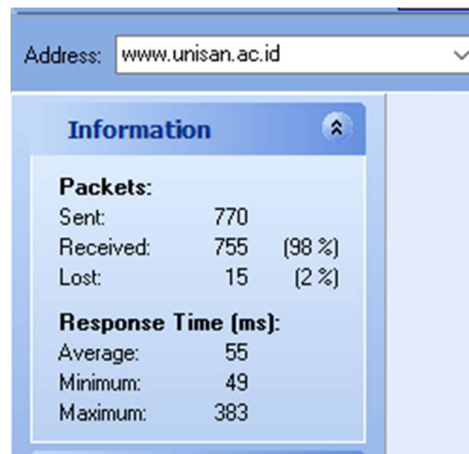 Address: www.unisan.ac.id
Information
Packets:
Sent: 770
Received: 755 (98 %)
Lost: 15 (2 %)
Response Time (ms):
Average: 55
Minimum: 49
Maximum: 383